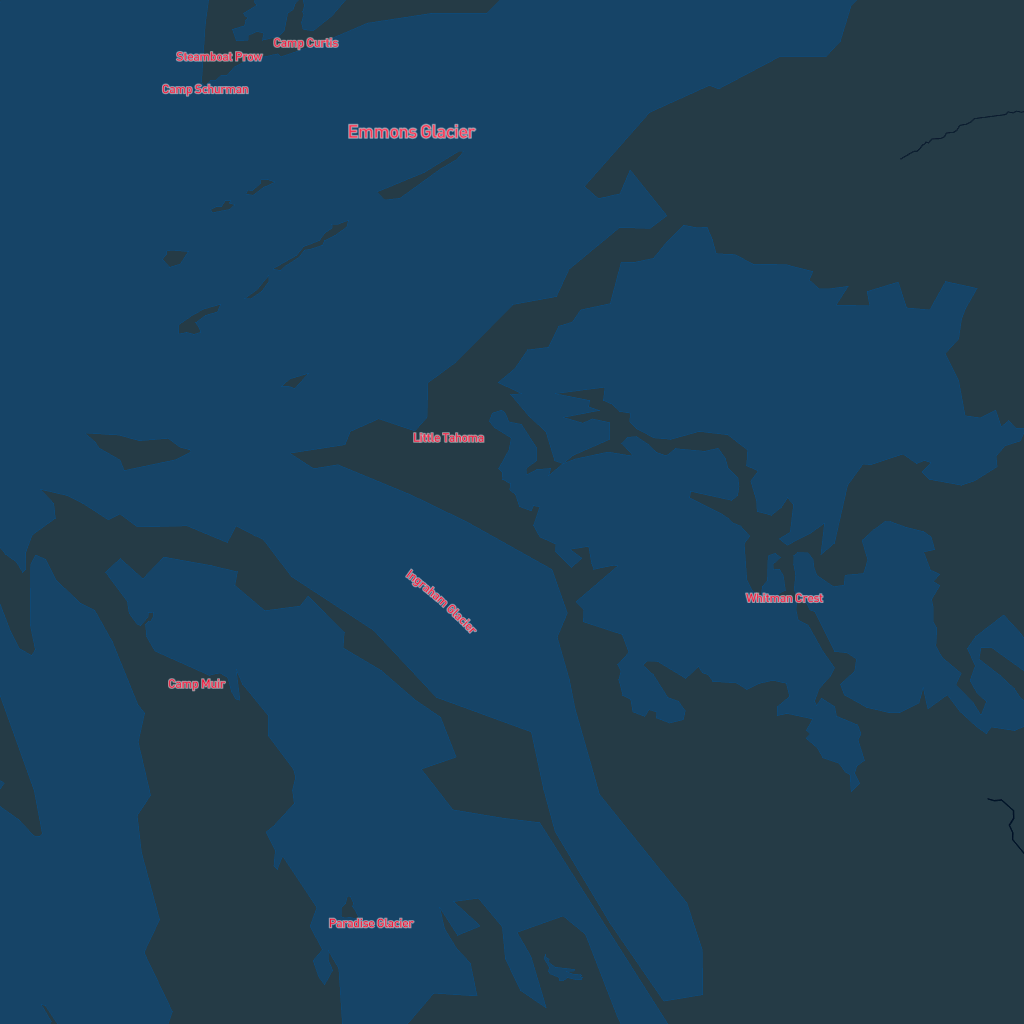 Camp Curtis
Steamboat Prow
Camp Schurman
Emmons Glacier
Little Tahoma
Ingraham Glacier
Whitman Crest
Camp Muir
Paradise Glacier